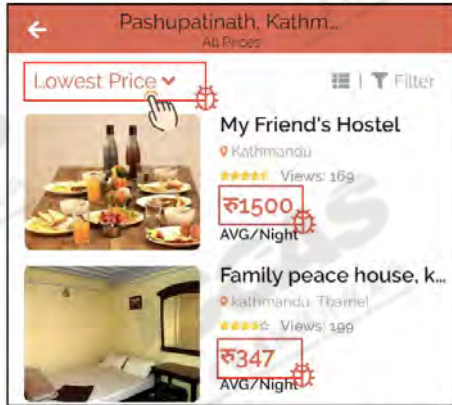 Pashupatinath, Kathm...
All Prices
Lowest Price
Filter
My Friend's Hostel
Kathmandu
Views: 169
रु1500
AVG/Night
Family peace house, k...
kathmandu, Thamel
Views: 199
रु347
AVG/Night